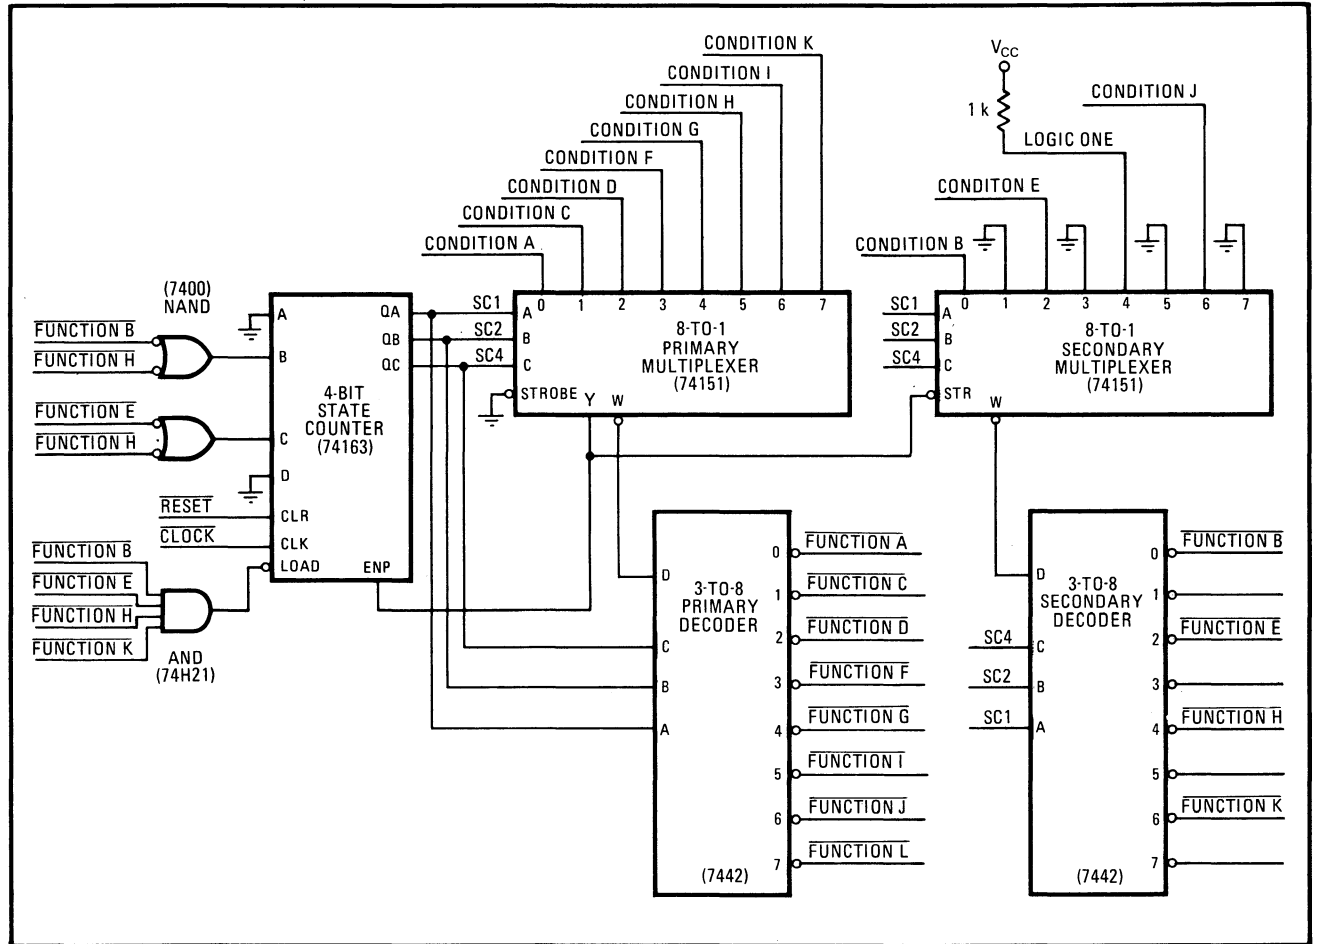 CONDITION K
CONDITION I
CONDITION H
CONDITION G
CONDITION F
CONDITION D
CONDITION C
CONDITION A
VCC
1 k
LOGIC ONE
CONDITION J
CONDITON E
CONDITION B
(7400)
NAND
FUNCTION B
FUNCTION H
FUNCTION E
FUNCTION H
RESET
CLOCK
FUNCTION B
FUNCTION E
FUNCTION H
FUNCTION K
AND
(74H21)
A
B
C
D
CLR
CLK
LOAD
ENP
QA
QB
QC
4-BIT
STATE
COUNTER
(74163)
SC1
SC2
SC4
0 1 2 3 4 5 6 7
A
B
C
STROBE
Y W
8-TO-1
PRIMARY
MULTIPLEXER
(74151)
SC1
SC2
SC4
0 1 2 3 4 5 6 7
A
B
C
STR
W
8-TO-1
SECONDARY
MULTIPLEXER
(74151)
D
C
B
A
3-TO-8
PRIMARY
DECODER
(7442)
0 FUNCTION A
1 FUNCTION C
2 FUNCTION D
3 FUNCTION F
4 FUNCTION G
5 FUNCTION I
6 FUNCTION J
7 FUNCTION L
SC4
SC2
SC1
D
C
B
A
3-TO-8
SECONDARY
DECODER
(7442)
0 FUNCTION B
1
2 FUNCTION E
3
4 FUNCTION H
5
6 FUNCTION K
7